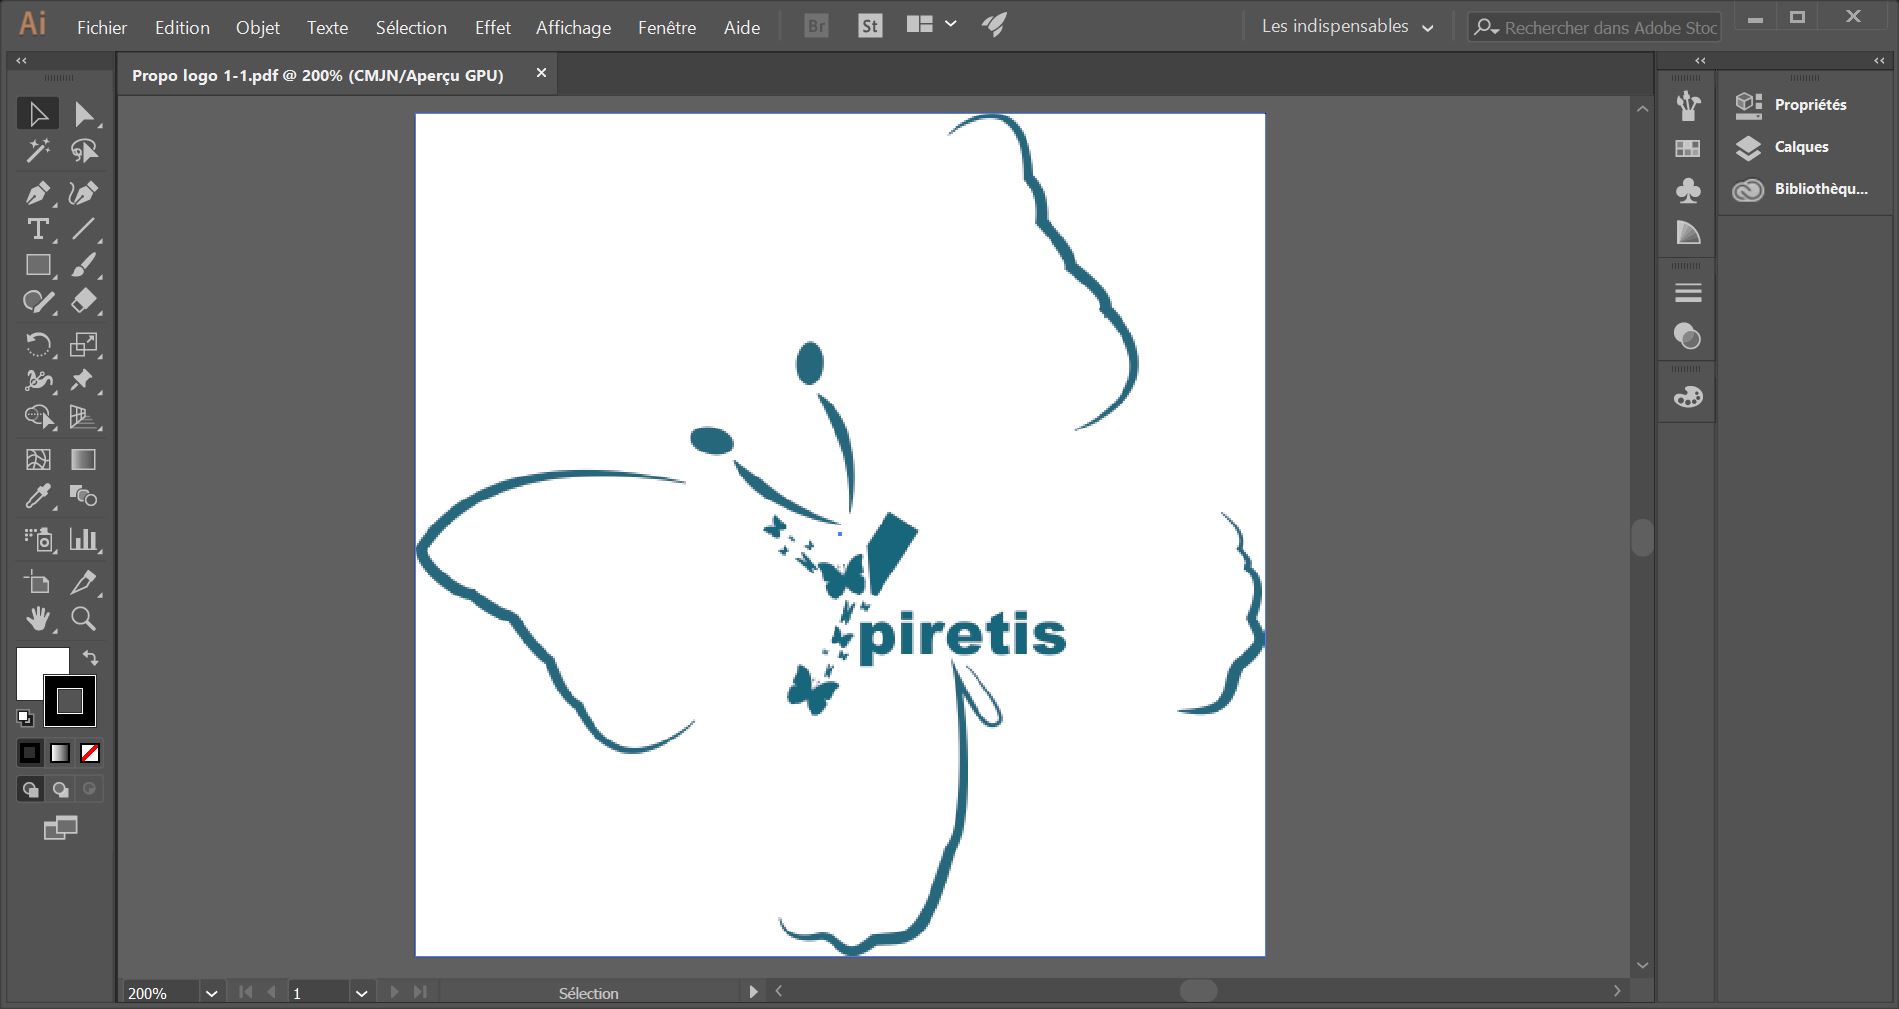 Ai Fichier Edition Objet Texte Sélection Effet Affichage Fenêtre Aide Br St Les indispensables Rechercher dans Adobe Stoc
Propo logo 1-1.pdf @ 200% (CMJN/Aperçu GPU)
Propriétés
Calques
Bibliothèqu...
piretis
200% 1 Sélection